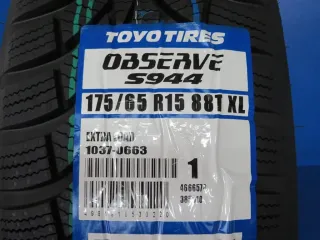 TOYO TIRES
OBSERVE
S944
175/65 R15 88T XL
EXTRA LOAD
1037-0663
1